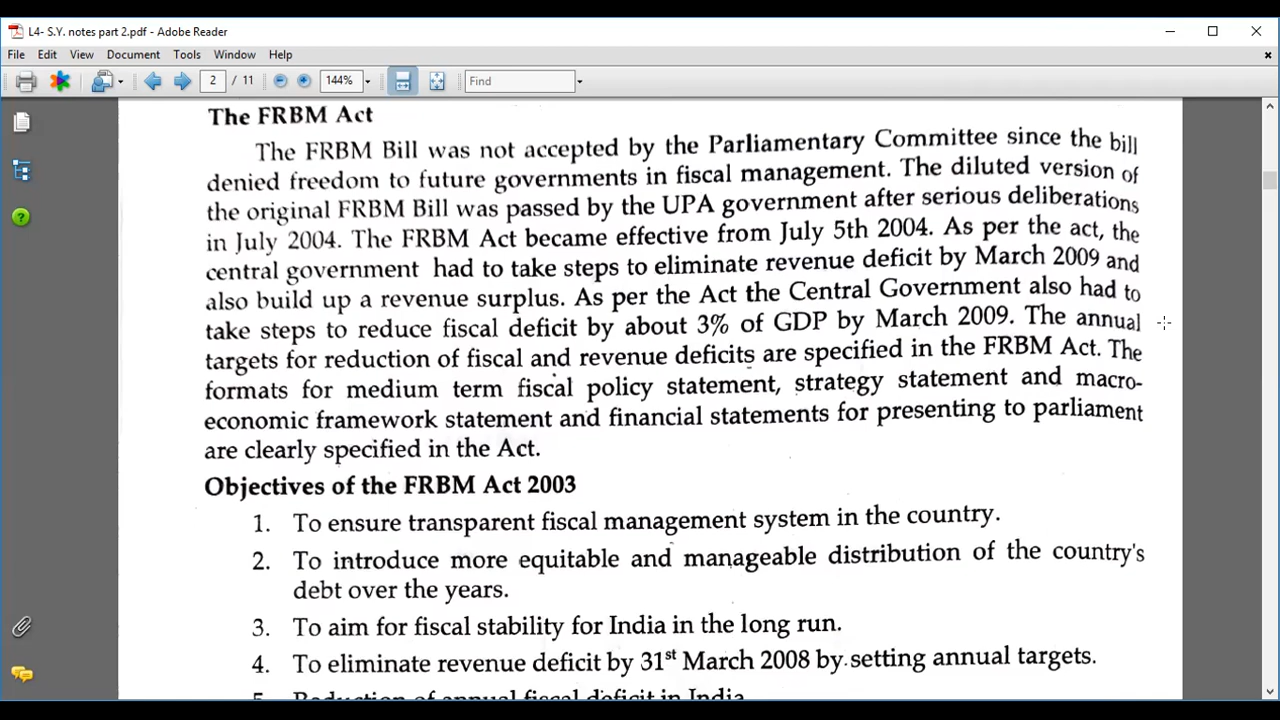 L4- S.Y. notes part 2.pdf - Adobe Reader
File Edit View Document Tools Window Help
2 / 11 144% Find
The FRBM Act
The FRBM Bill was not accepted by the Parliamentary Committee since the bill
denied freedom to future governments in fiscal management. The diluted version of
the original FRBM Bill was passed by the UPA government after serious deliberations
in July 2004. The FRBM Act became effective from July 5th 2004. As per the act, the
central government had to take steps to eliminate revenue deficit by March 2009 and
also build up a revenue surplus. As per the Act the Central Government also had to
take steps to reduce fiscal deficit by about 3% of GDP by March 2009. The annual
targets for reduction of fiscal and revenue deficits are specified in the FRBM Act. The
formats for medium term fiscal policy statement, strategy statement and macro-
economic framework statement and financial statements for presenting to parliament
are clearly specified in the Act.
Objectives of the FRBM Act 2003
1. To ensure transparent fiscal management system in the country.
2. To introduce more equitable and manageable distribution of the country's
debt over the years.
3. To aim for fiscal stability for India in the long run.
4. To eliminate revenue deficit by 31st March 2008 by setting annual targets.
5. Reduction of annual fiscal deficit in India